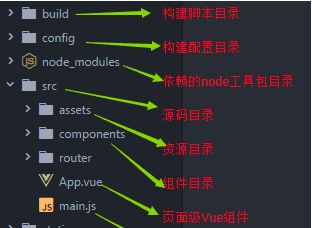 build 构建脚本目录
config 构建配置目录
node_modules 依赖的node工具包目录
src 源码目录
assets 资源目录
components 组件目录
router
App.vue 页面级Vue组件
main.js